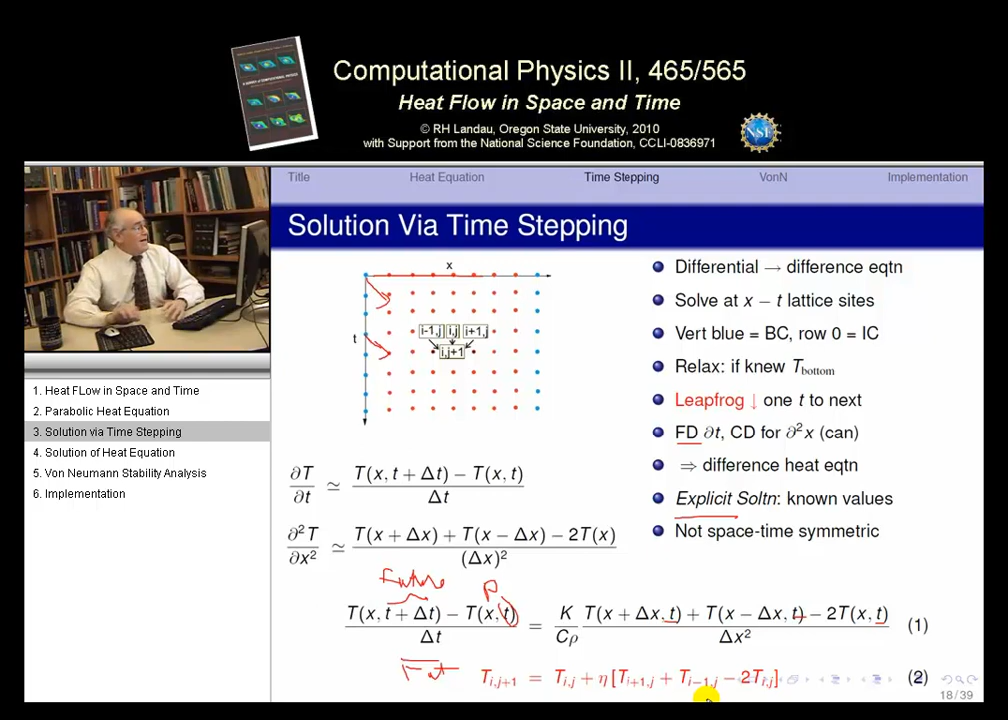 Computational Physics II, 465/565
Heat Flow in Space and Time
© RH Landau, Oregon State University, 2010
with Support from the National Science Foundation, CCLI-0836971
NSF
Title Heat Equation Time Stepping VonN Implementation
Solution Via Time Stepping
x
t
i-1,j i,j i+1,j
i,j+1
Differential → difference eqtn
Solve at x − t lattice sites
Vert blue = BC, row 0 = IC
Relax: if knew T_bottom
Leapfrog ↓ one t to next
FD ∂t, CD for ∂²x (can)
⇒ difference heat eqtn
Explicit Soltn: known values
Not space-time symmetric
1. Heat FLow in Space and Time
2. Parabolic Heat Equation
3. Solution via Time Stepping
4. Solution of Heat Equation
5. Von Neumann Stability Analysis
6. Implementation
∂T/∂t ≃ (T(x, t + Δt) − T(x, t))/Δt
∂²T/∂x² ≃ (T(x + Δx) + T(x − Δx) − 2T(x))/(Δx)²
Future P
(T(x, t + Δt) − T(x, t))/Δt = K/Cρ (T(x + Δx, t) + T(x − Δx, t) − 2T(x, t))/Δx² (1)
T_i,j+1 = T_i,j + η[T_i+1,j + T_i−1,j − 2T_i,j] (2)
18 / 39